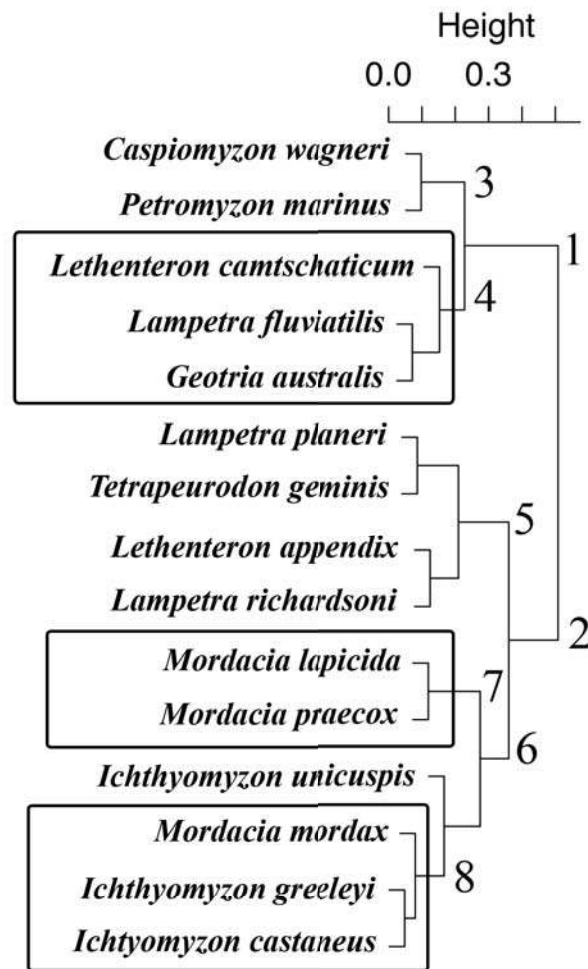 Height
0.0 0.3
Caspiomyzon wagneri
3
Petromyzon marinus
1
Lethenteron camtschaticum
4
Lampetra fluviatilis
Geotria australis
Lampetra planeri
Tetrapeurodon geminis
5
Lethenteron appendix
Lampetra richardsoni
2
Mordacia lapicida
7
Mordacia praecox
6
Ichthyomyzon unicuspis
Mordacia mordax
8
Ichthyomyzon greeleyi
Ichtyomyzon castaneus